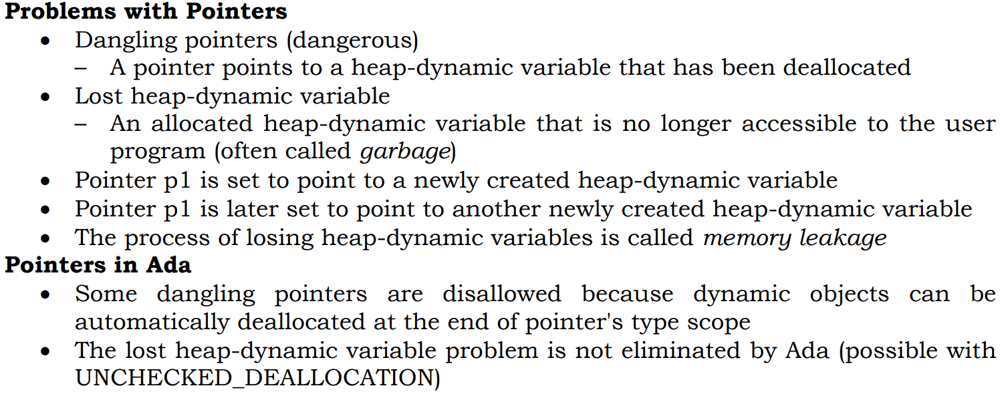 Problems with Pointers
• Dangling pointers (dangerous)
– A pointer points to a heap-dynamic variable that has been deallocated
• Lost heap-dynamic variable
– An allocated heap-dynamic variable that is no longer accessible to the user
program (often called garbage)
• Pointer p1 is set to point to a newly created heap-dynamic variable
• Pointer p1 is later set to point to another newly created heap-dynamic variable
• The process of losing heap-dynamic variables is called memory leakage
Pointers in Ada
• Some dangling pointers are disallowed because dynamic objects can be
automatically deallocated at the end of pointer's type scope
• The lost heap-dynamic variable problem is not eliminated by Ada (possible with
UNCHECKED_DEALLOCATION)